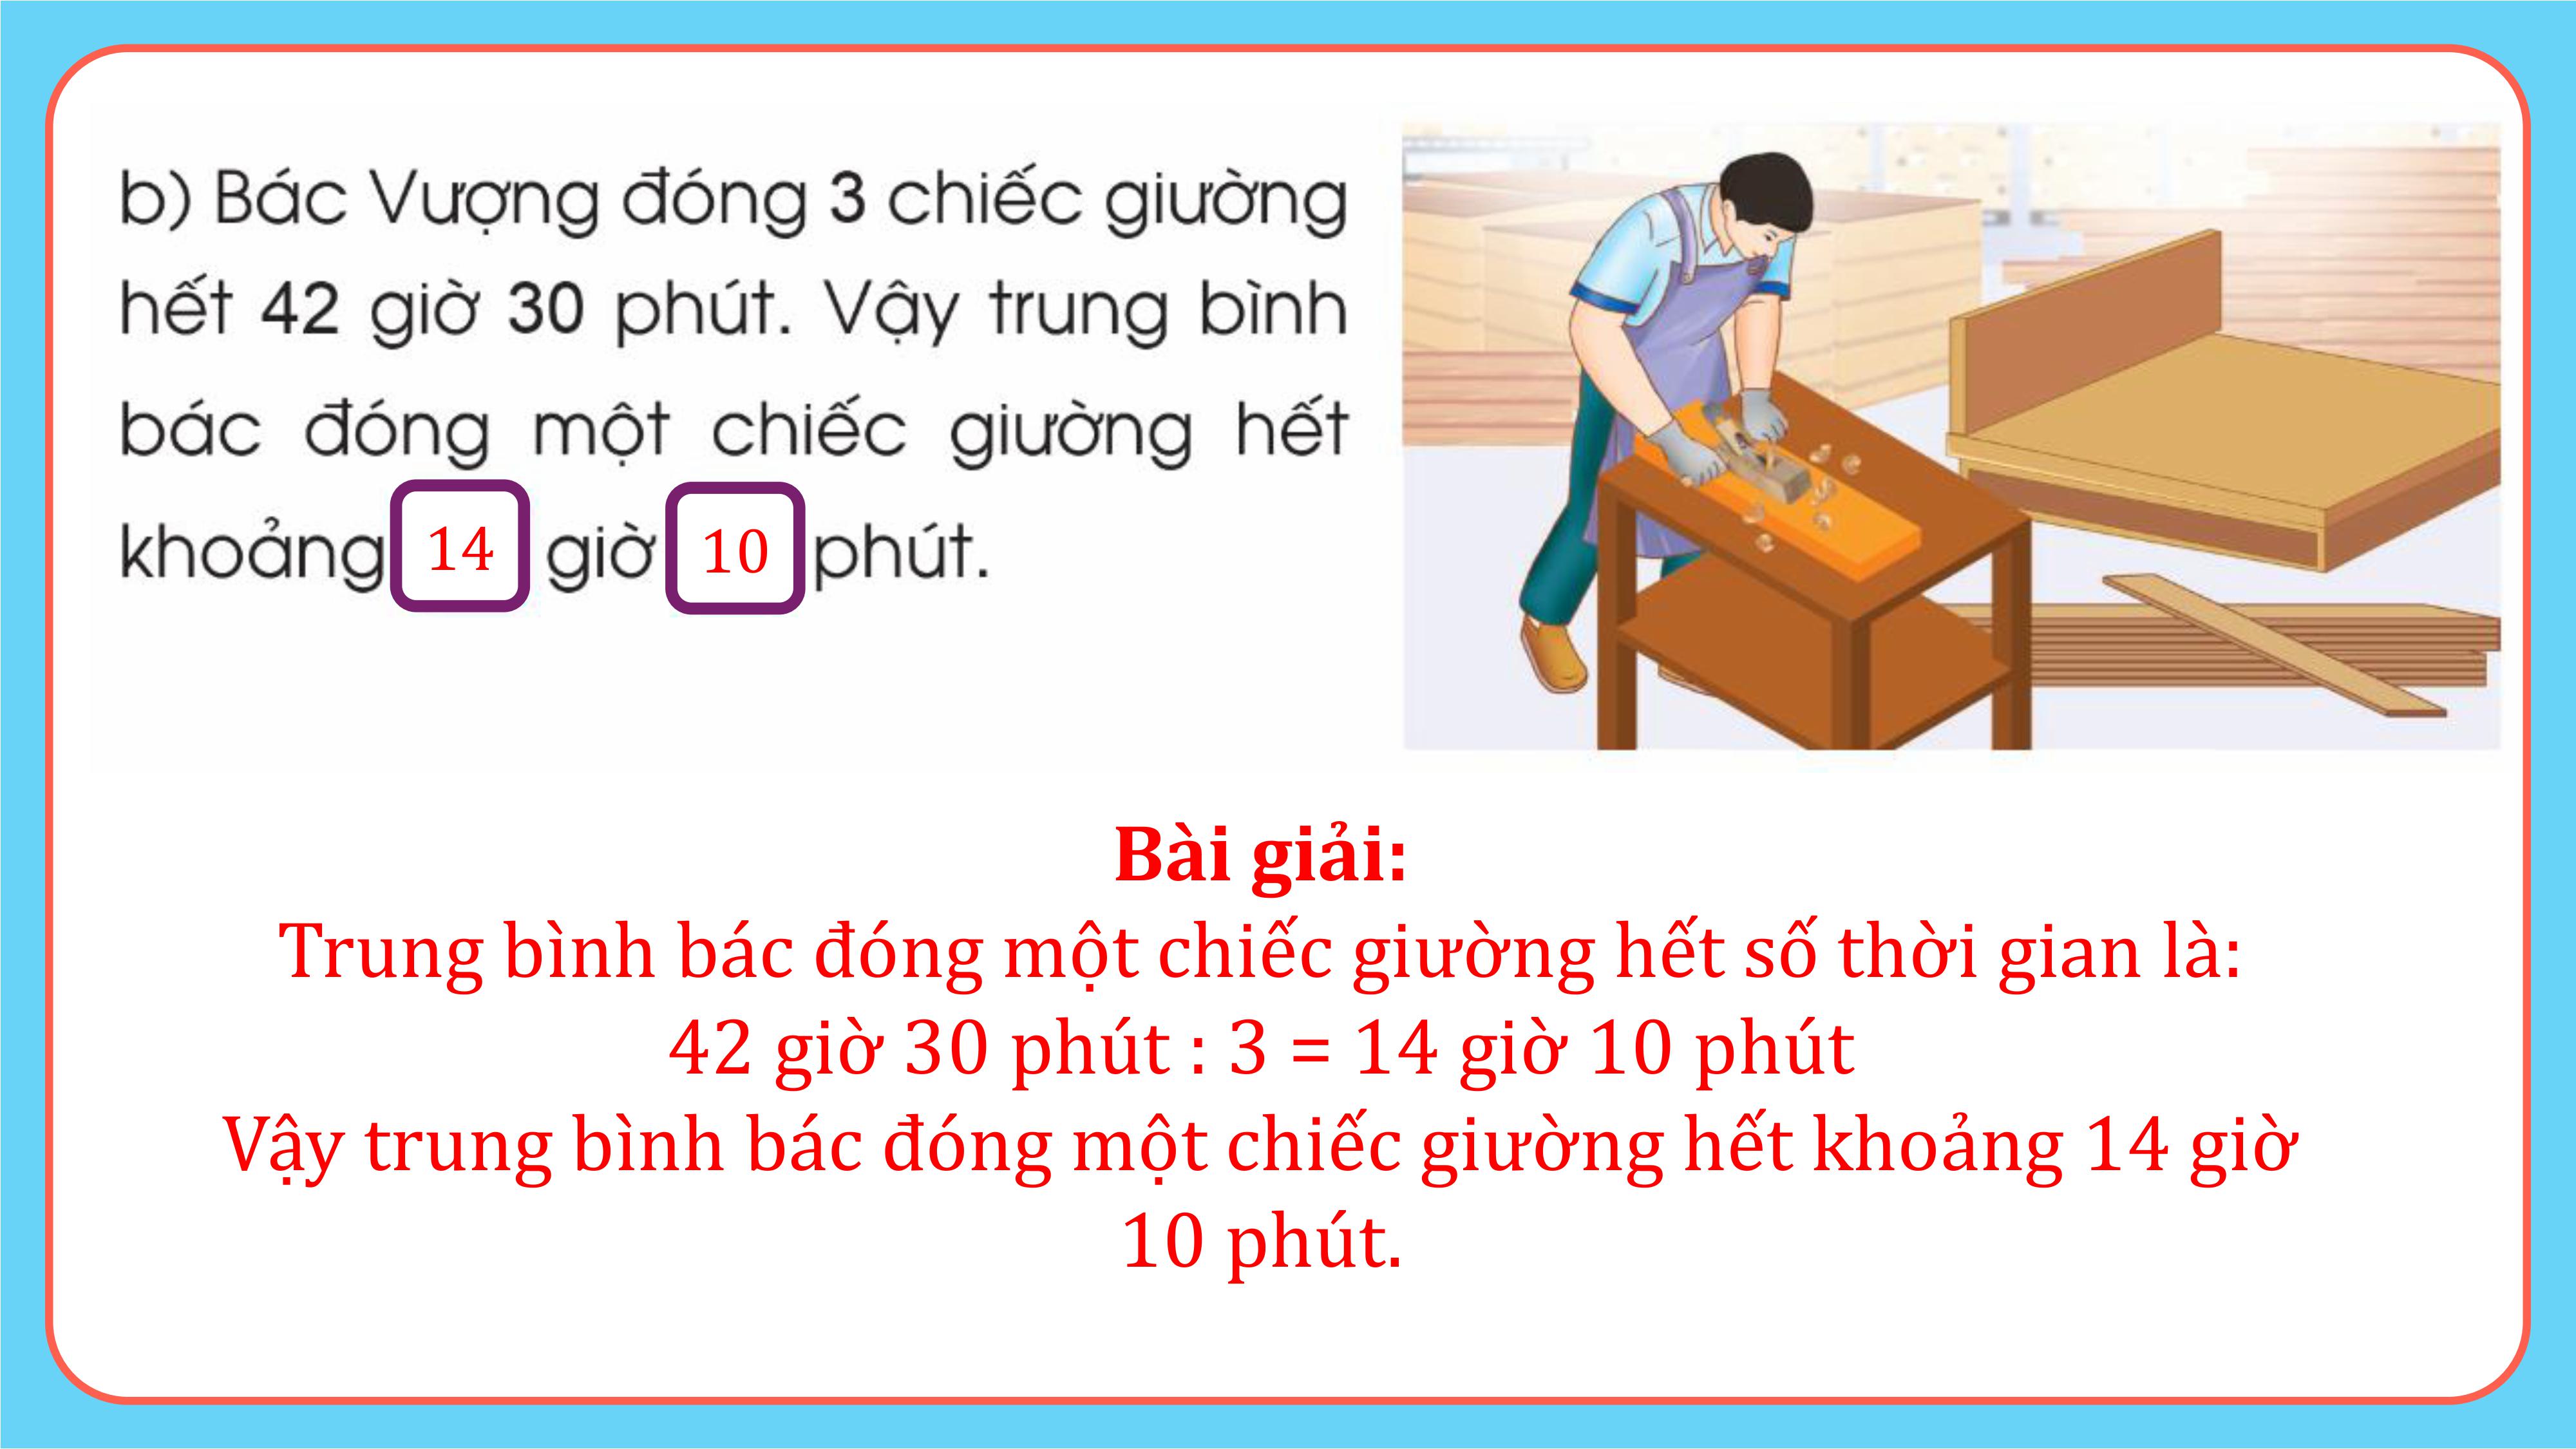 b) Bác Vượng đóng 3 chiếc giường
hết 42 giờ 30 phút. Vậy trung bình
bác đóng một chiếc giường hết
khoảng 14 giờ 10 phút.
Bài giải:
Trung bình bác đóng một chiếc giường hết số thời gian là:
42 giờ 30 phút : 3 = 14 giờ 10 phút
Vậy trung bình bác đóng một chiếc giường hết khoảng 14 giờ
10 phút.